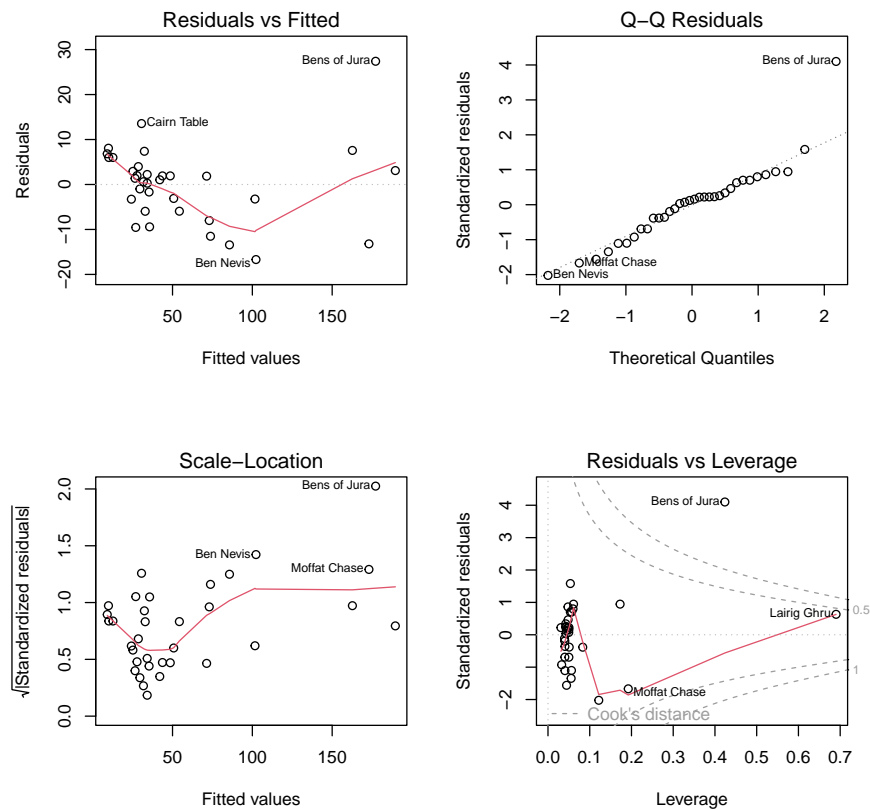 Residuals vs Fitted
Residuals
30
20
10
0
−10
−20
Bens of Jura
Cairn Table
Ben Nevis
50
100
150
Fitted values
Q−Q Residuals
Standardized residuals
4
3
2
1
0
−1
−2
Bens of Jura
Moffat Chase
Ben Nevis
−2
−1
0
1
2
Theoretical Quantiles
Scale−Location
√|Standardized residuals|
2.0
1.5
1.0
0.5
0.0
Bens of Jura
Ben Nevis
Moffat Chase
50
100
150
Fitted values
Residuals vs Leverage
Standardized residuals
4
2
0
−2
Bens of Jura
Lairig Ghru
0.5
1
Moffat Chase
Cook's distance
0.0
0.1
0.2
0.3
0.4
0.5
0.6
0.7
Leverage